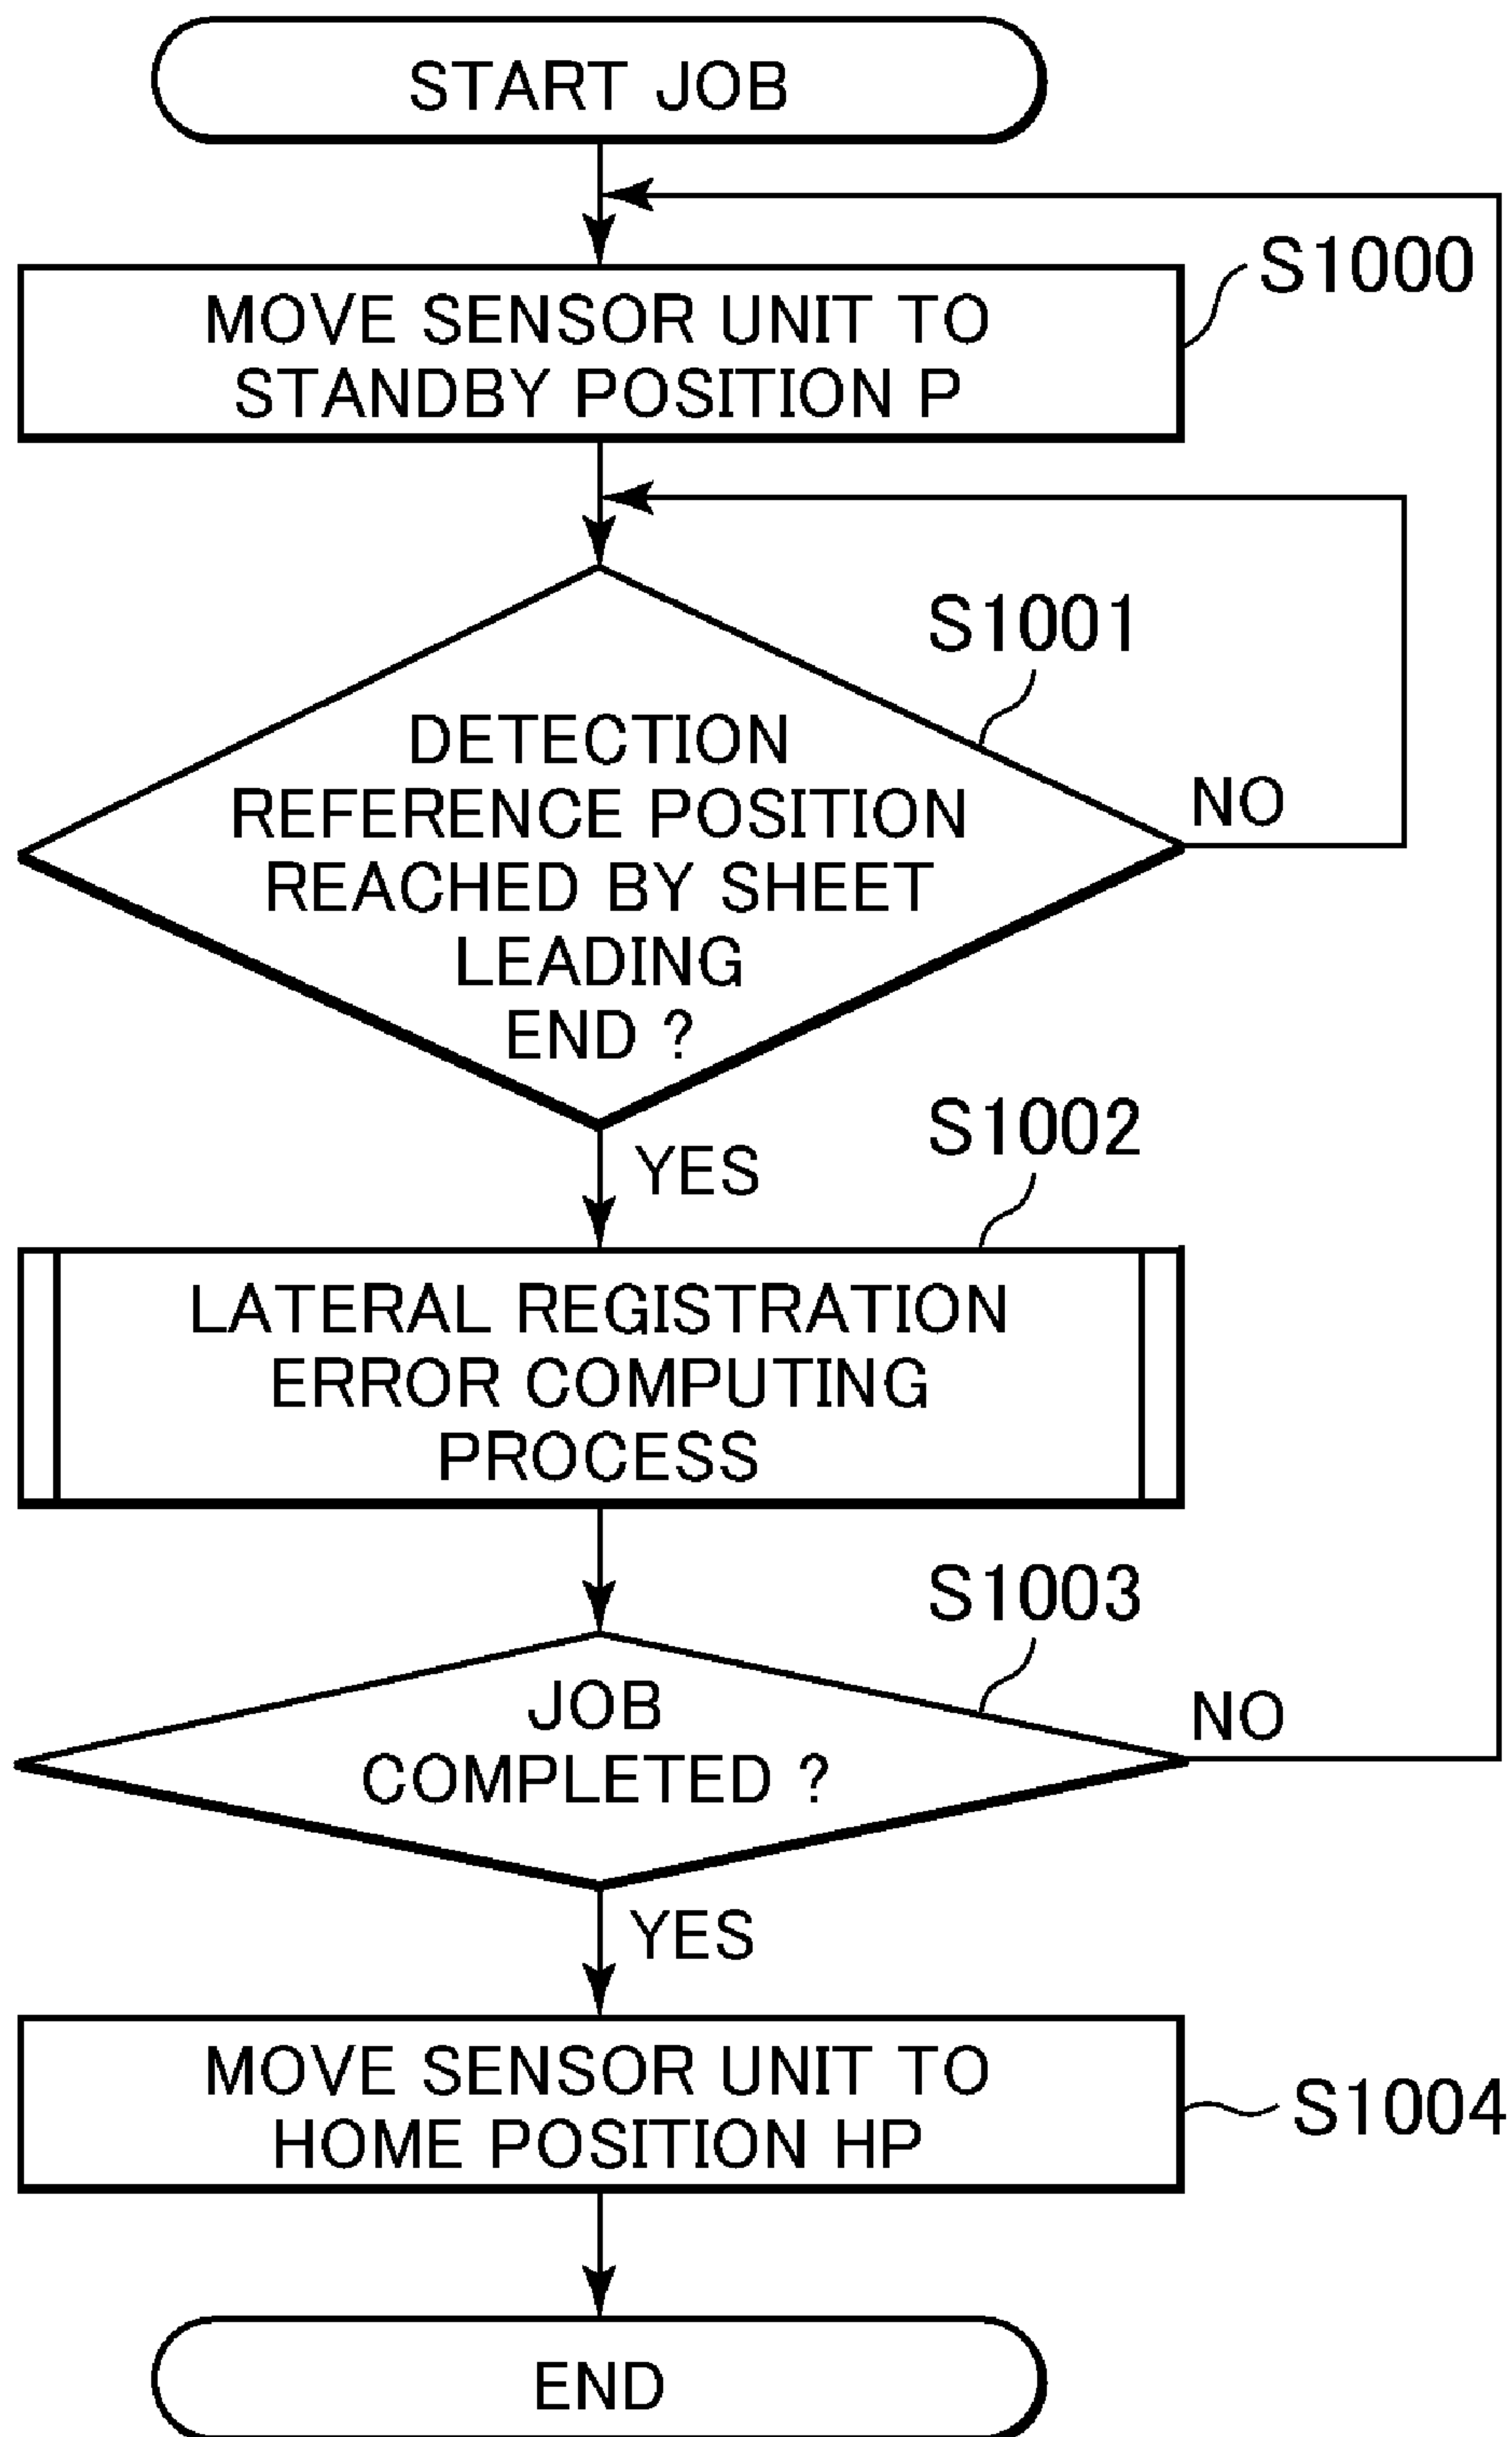 START JOB
S1000
MOVE SENSOR UNIT TO
STANDBY POSITION P
S1001
DETECTION
REFERENCE POSITION
REACHED BY SHEET
LEADING
END ?
NO
YES
S1002
LATERAL REGISTRATION
ERROR COMPUTING
PROCESS
S1003
JOB
COMPLETED ?
NO
YES
MOVE SENSOR UNIT TO
HOME POSITION HP
S1004
END